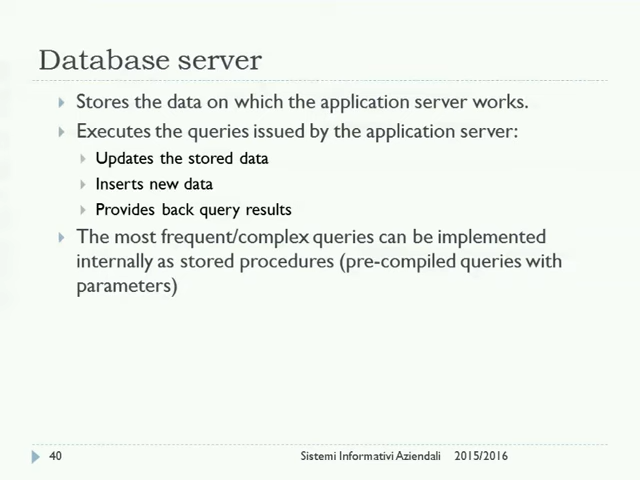 Database server
Stores the data on which the application server works.
Executes the queries issued by the application server:
Updates the stored data
Inserts new data
Provides back query results
The most frequent/complex queries can be implemented
internally as stored procedures (pre-compiled queries with
parameters)
40 Sistemi Informativi Aziendali 2015/2016